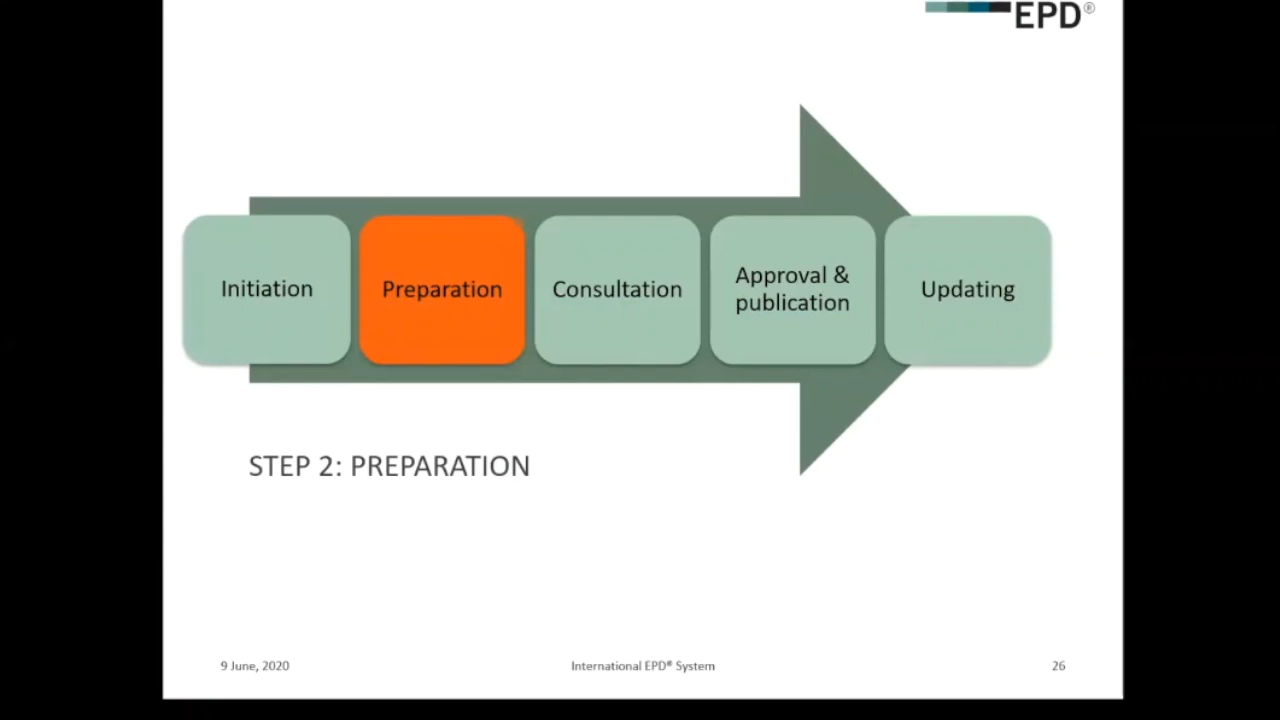 EPD®
Initiation
Preparation
Consultation
Approval &
publication
Updating
STEP 2: PREPARATION
9 June, 2020
International EPD® System
26